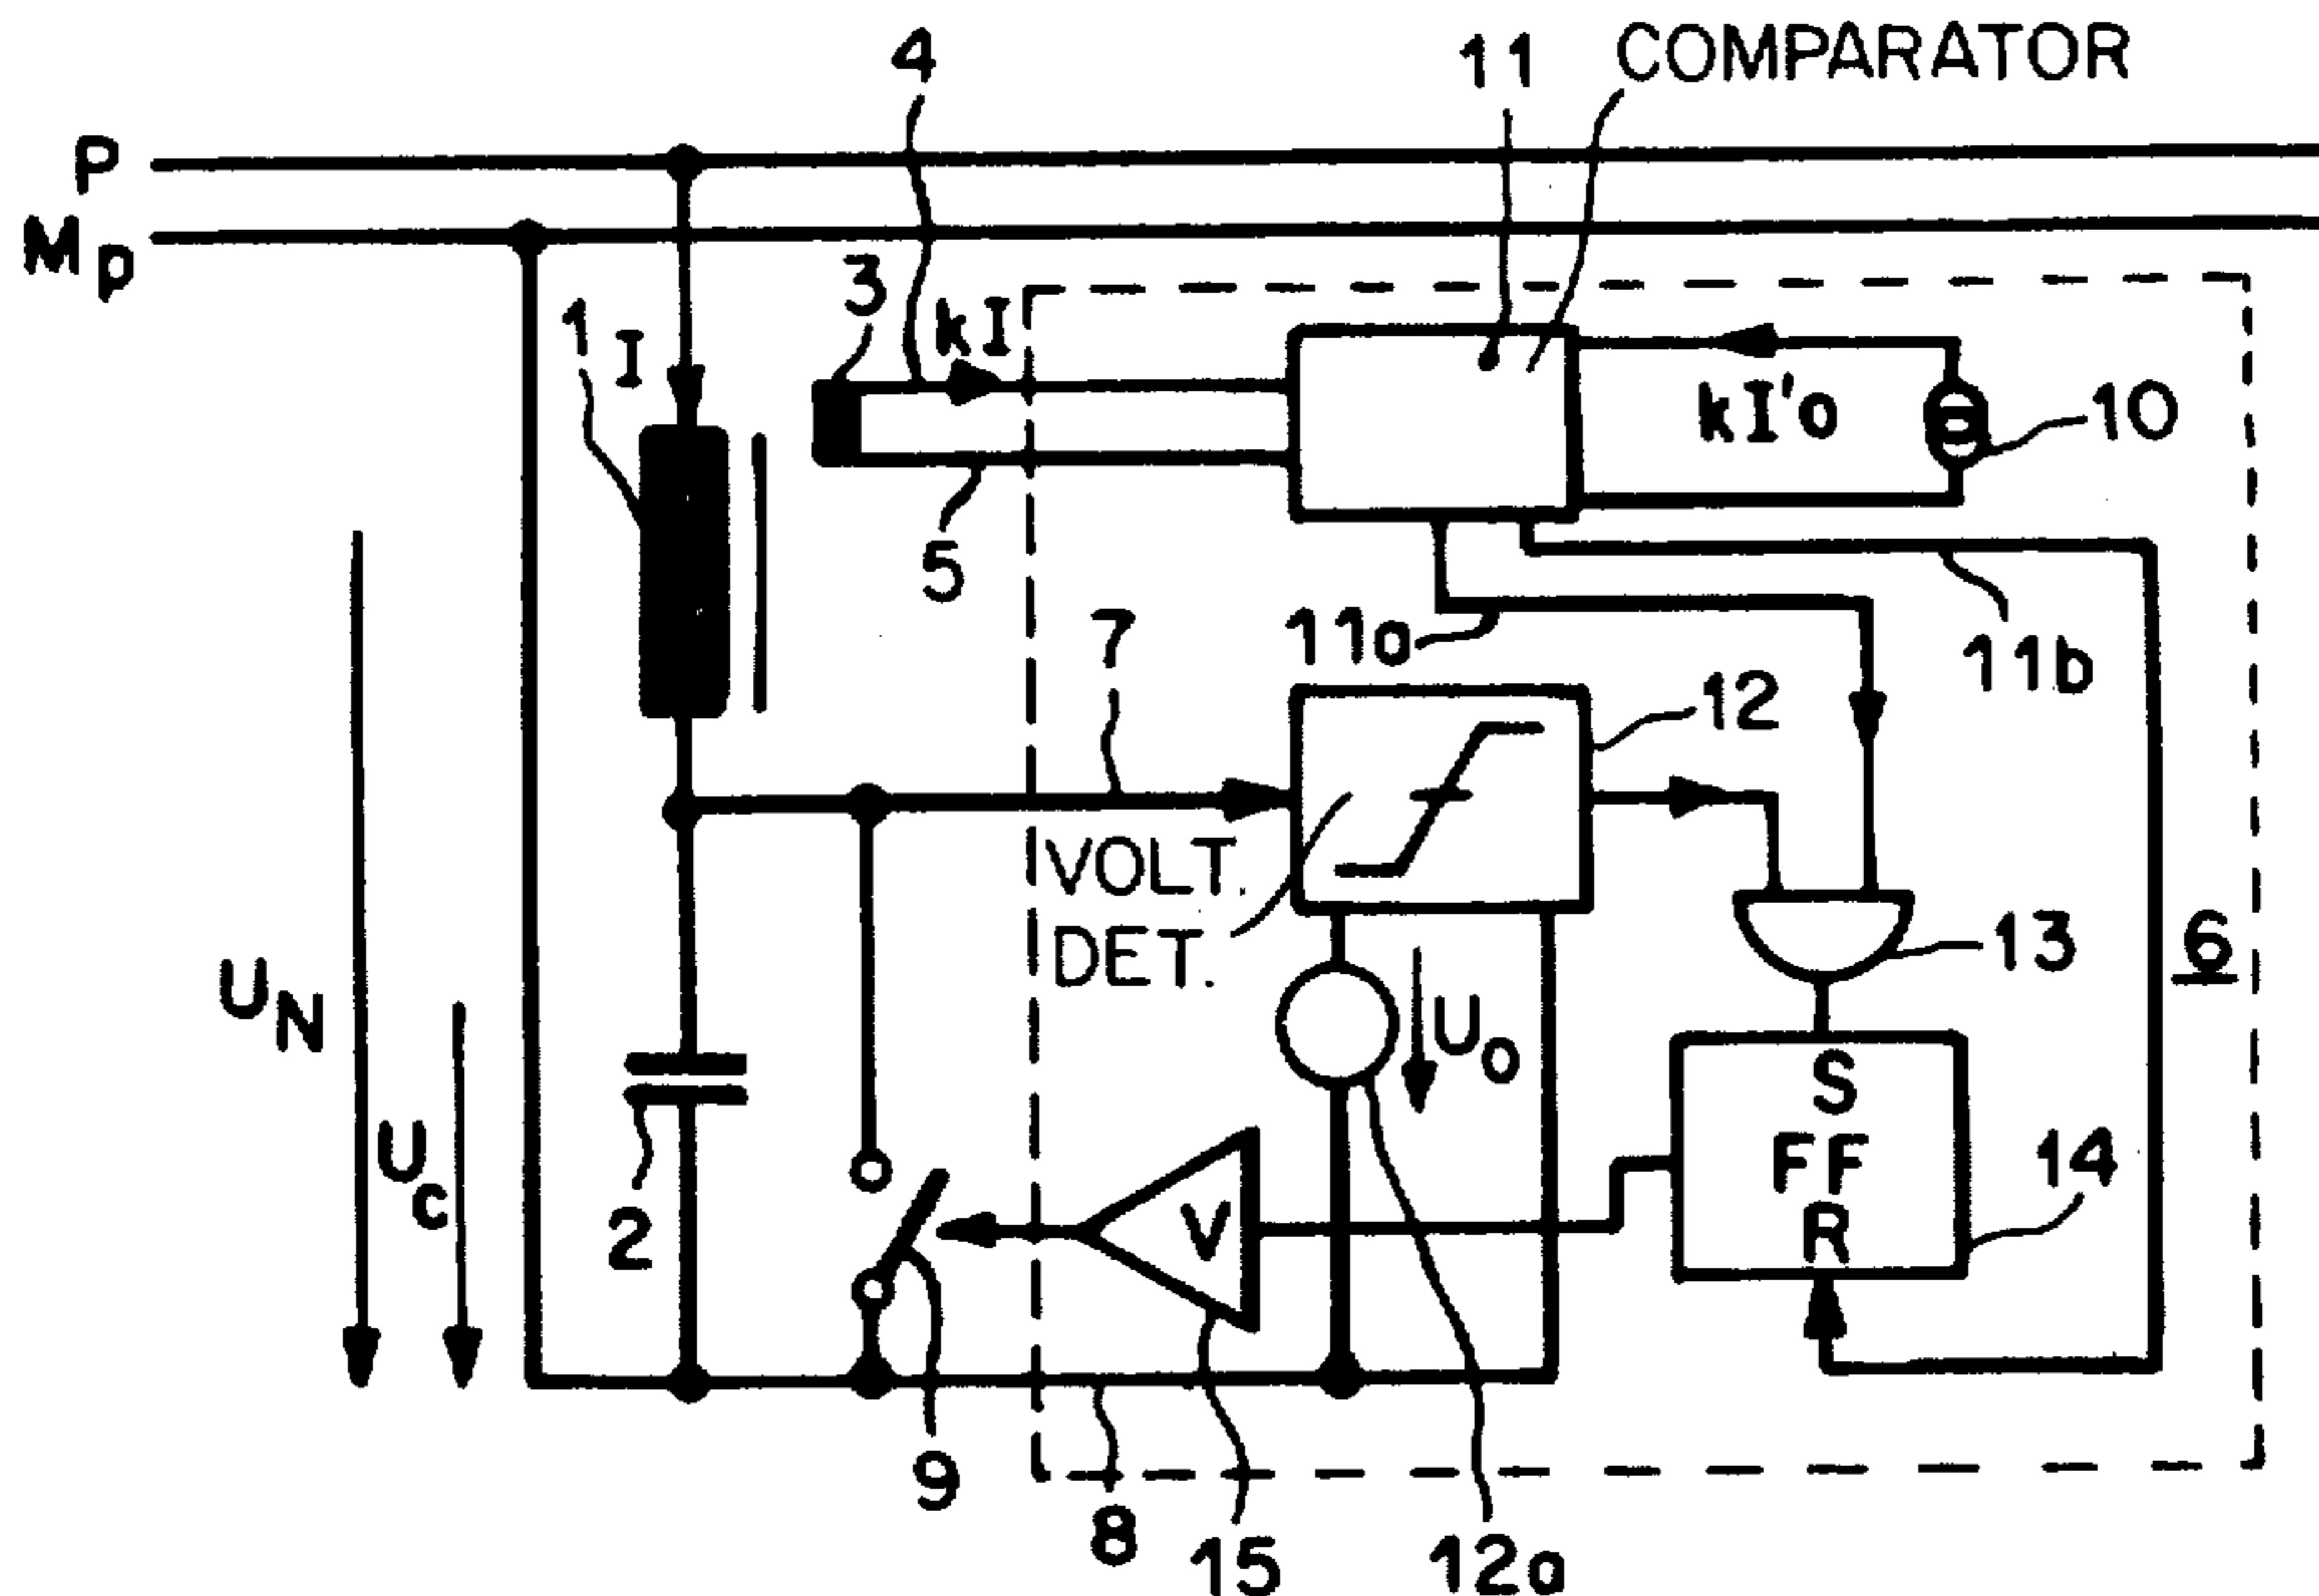 4
11
COMPARATOR
P
Mp
3
1
I
kI
kI'o
10
5
7
11a
11b
12
VOLT.
DET.
13
6
UN
Uo
S
FF
R
14
Uc
2
V
9
8
15
12a